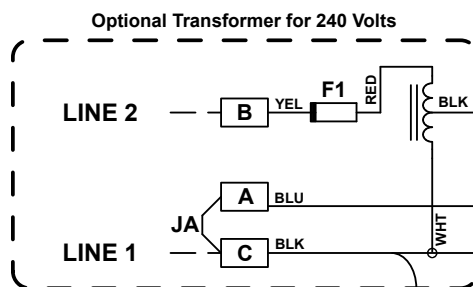 Optional Transformer for 240 Volts
F1
RED
LINE 2
B
YEL
BLK
A
BLU
JA
LINE 1
C
BLK
WHT